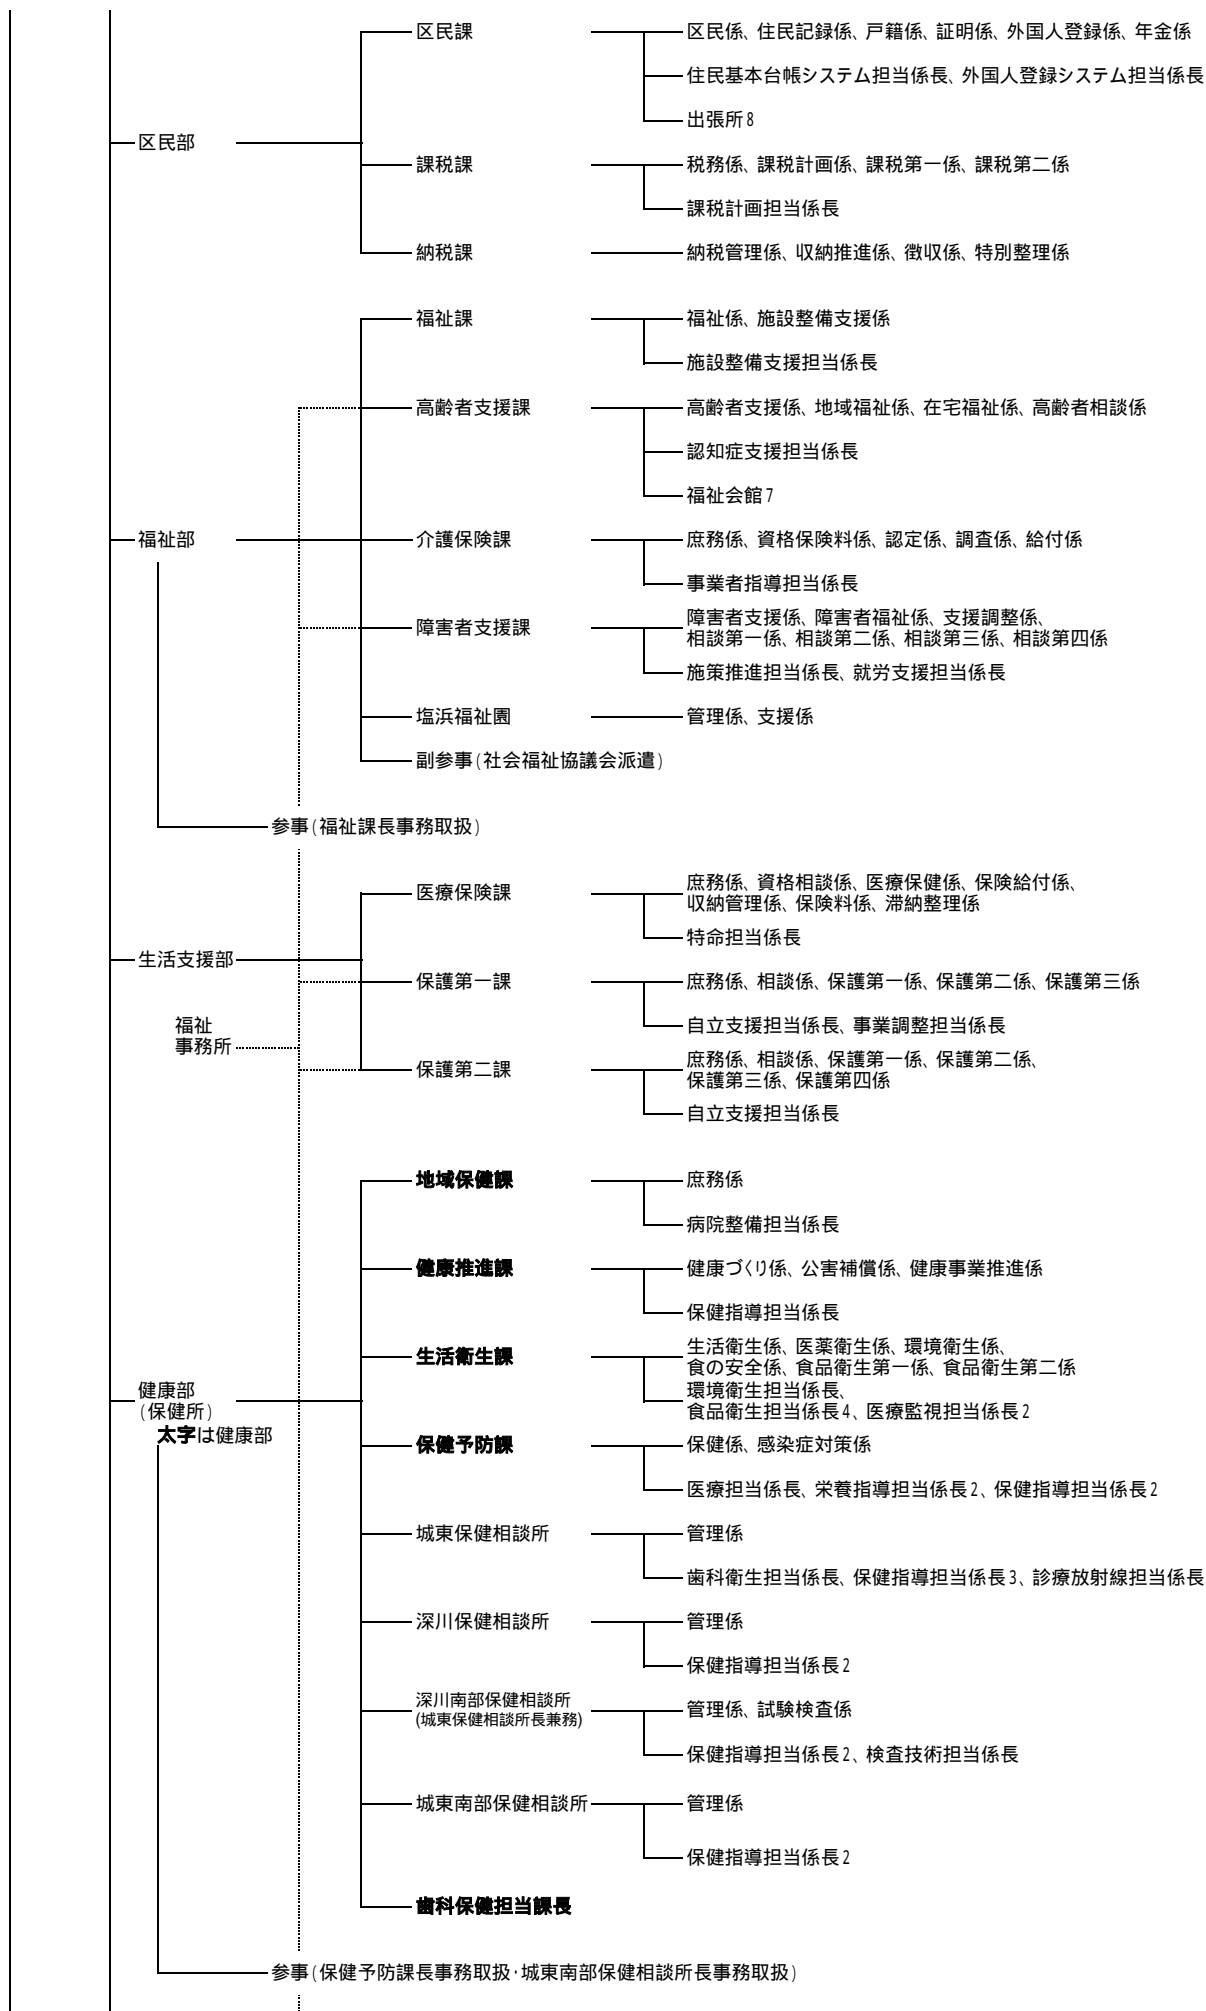 区民課
区民係、住民記録係、戸籍係、証明係、外国人登録係、年金係
住民基本台帳システム担当係長、外国人登録システム担当係長
出張所8
区民部
課税課
税務係、課税計画係、課税第一係、課税第二係
課税計画担当係長
納税課
納税管理係、収納推進係、徴収係、特別整理係
福祉課
福祉係、施設整備支援係
施設整備支援担当係長
高齢者支援課
高齢者支援係、地域福祉係、在宅福祉係、高齢者相談係
認知症支援担当係長
福祉会館7
福祉部
介護保険課
庶務係、資格保険料係、認定係、調査係、給付係
事業者指導担当係長
障害者支援課
障害者支援係、障害者福祉係、支援調整係、
相談第一係、相談第二係、相談第三係、相談第四係
施策推進担当係長、就労支援担当係長
塩浜福祉園
管理係、支援係
副参事(社会福祉協議会派遣)
参事(福祉課長事務取扱)
医療保険課
庶務係、資格相談係、医療保健係、保険給付係、
収納管理係、保険料係、滞納整理係
特命担当係長
生活支援部
保護第一課
庶務係、相談係、保護第一係、保護第二係、保護第三係
自立支援担当係長、事業調整担当係長
福祉
事務所
保護第二課
庶務係、相談係、保護第一係、保護第二係、
保護第三係、保護第四係
自立支援担当係長
地域保健課
庶務係
病院整備担当係長
健康推進課
健康づくり係、公害補償係、健康事業推進係
保健指導担当係長
生活衛生課
生活衛生係、医薬衛生係、環境衛生係、
食の安全係、食品衛生第一係、食品衛生第二係
環境衛生担当係長、
食品衛生担当係長4、医療監視担当係長2
健康部
(保健所)
太字は健康部
保健予防課
保健係、感染症対策係
医療担当係長、栄養指導担当係長2、保健指導担当係長2
城東保健相談所
管理係
歯科衛生担当係長、保健指導担当係長3、診療放射線担当係長
深川保健相談所
管理係
保健指導担当係長2
深川南部保健相談所
(城東保健相談所長兼務)
管理係、試験検査係
保健指導担当係長2、検査技術担当係長
城東南部保健相談所
管理係
保健指導担当係長2
歯科保健担当課長
参事(保健予防課長事務取扱・城東南部保健相談所長事務取扱)